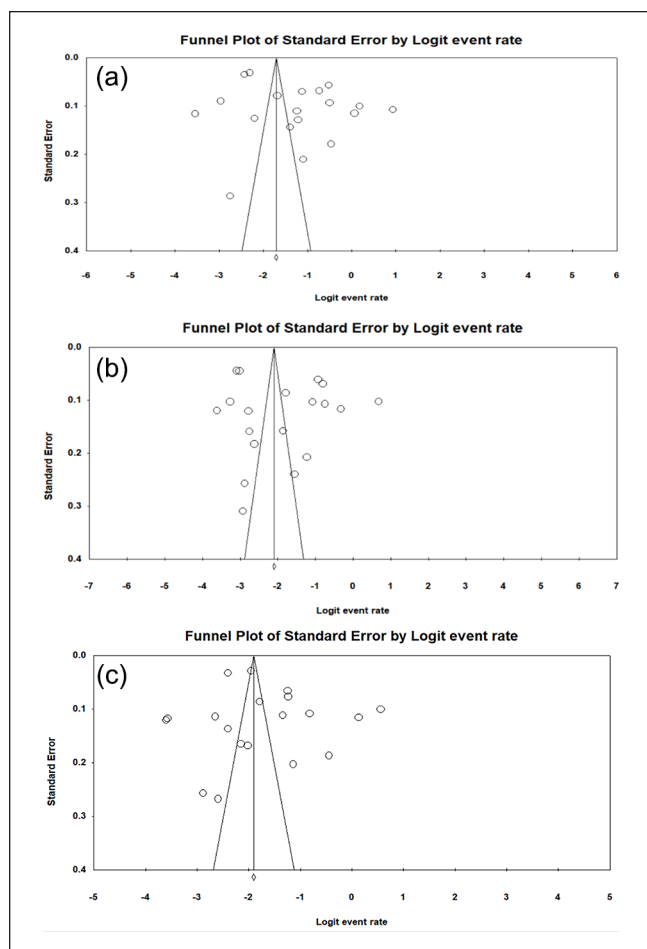 Funnel Plot of Standard Error by Logit event rate
(a)
0.0
0.1
0.2
0.3
0.4
Standard Error
-6 -5 -4 -3 -2 -1 0 1 2 3 4 5 6
Logit event rate
Funnel Plot of Standard Error by Logit event rate
(b)
0.0
0.1
0.2
0.3
0.4
Standard Error
-7 -6 -5 -4 -3 -2 -1 0 1 2 3 4 5 6 7
Logit event rate
Funnel Plot of Standard Error by Logit event rate
(c)
0.0
0.1
0.2
0.3
0.4
Standard Error
-5 -4 -3 -2 -1 0 1 2 3 4 5
Logit event rate